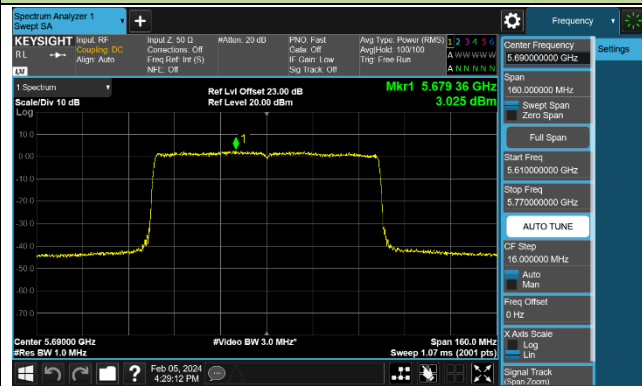 Spectrum Analyzer 1
Swept SA
Frequency
KEYSIGHT
RL
LXI
Input: RF
Coupling: DC
Align: Auto
Input Z: 50 Ω
Corrections: Off
Freq Ref: Int (S)
NFE: Off
#Atten: 20 dB
PNO: Fast
Gate: Off
IF Gain: Low
Sig Track: Off
Avg Type: Power (RMS)
Avg|Hold: 100/100
Trig: Free Run
1 2 3 4 5 6
A W W W W W
A N N N N N
Center Frequency
5.690000000 GHz
Settings
Span
160.000000 MHz
Swept Span
Zero Span
Full Span
Start Freq
5.610000000 GHz
Stop Freq
5.770000000 GHz
AUTO TUNE
CF Step
16.000000 MHz
Auto
Man
Freq Offset
0 Hz
X Axis Scale
Log
Lin
Signal Track
(Span Zoom)
1 Spectrum
Scale/Div 10 dB
Log
Ref Lvl Offset 23.00 dB
Ref Level 20.00 dBm
Mkr1 5.679 36 GHz
3.025 dBm
1
10.0
0.00
-10.0
-20.0
-30.0
-40.0
-50.0
-60.0
-70.0
Center 5.69000 GHz
#Res BW 1.0 MHz
#Video BW 3.0 MHz*
Span 160.0 MHz
Sweep 1.07 ms (2001 pts)
?
Feb 05, 2024
4:29:12 PM